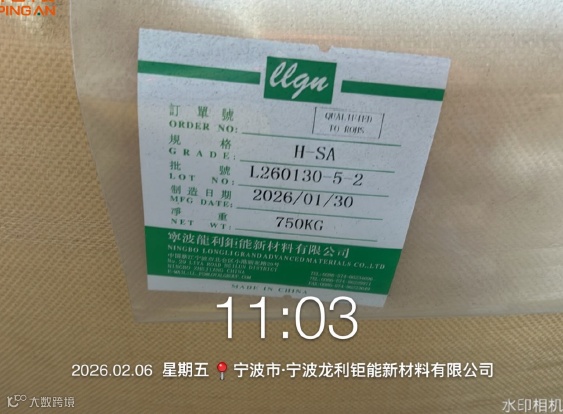 PINGAN
llgn
QUALIFIED
TO ROHS
訂單號
ORDER NO:
規格
GRADE: H-SA
批號
LOT NO: L260130-5-2
制造日期
MFG DATE: 2026/01/30
淨重
NET WT: 750KG
寧波龍利鉅能新材料有限公司
NINGBO LONGLI GRAND ADVANCED MATERIALS CO.,LTD
MADE IN CHINA
11:03
2026.02.06 星期五 宁波市·宁波龙利钜能新材料有限公司
大数跨境
水印相机